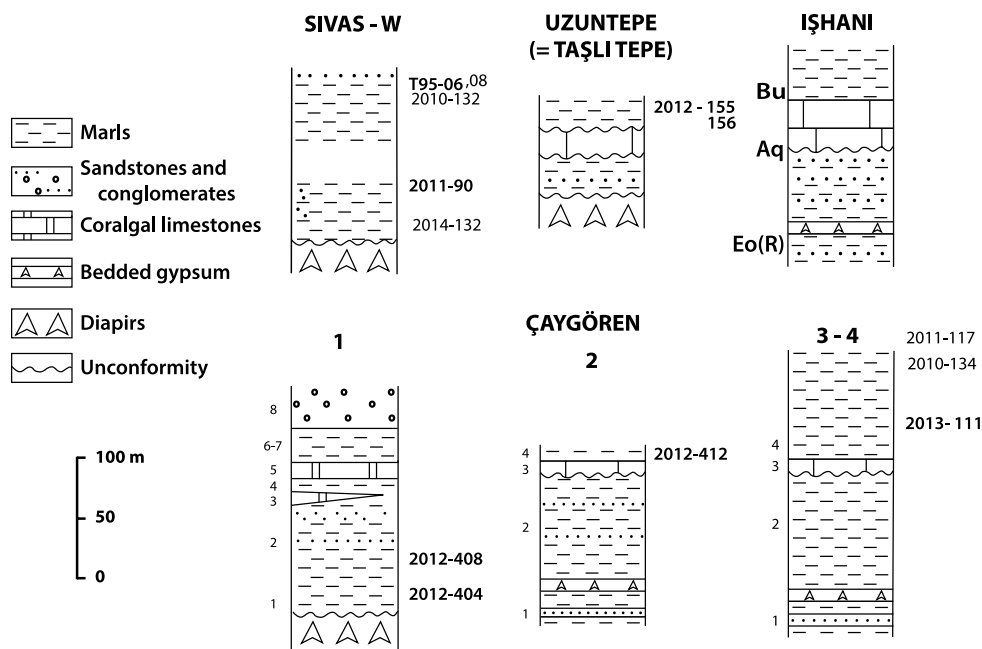 SIVAS - W
UZUNTEPE
(= TAŞLI TEPE)
IŞHANI
T95-06 ,08
2010-132
2011-90
2014-132
2012 - 155
156
Bu
Aq
Eo(R)
Marls
Sandstones and
conglomerates
Coralgal limestones
Bedded gypsum
Diapirs
Unconformity
100 m
50
0
ÇAYGÖREN
1
8
6-7
5
4
3
2
1
2012-408
2012-404
2
4
3
2
1
2012-412
3 - 4
4
3
2
1
2011-117
2010-134
2013- 111